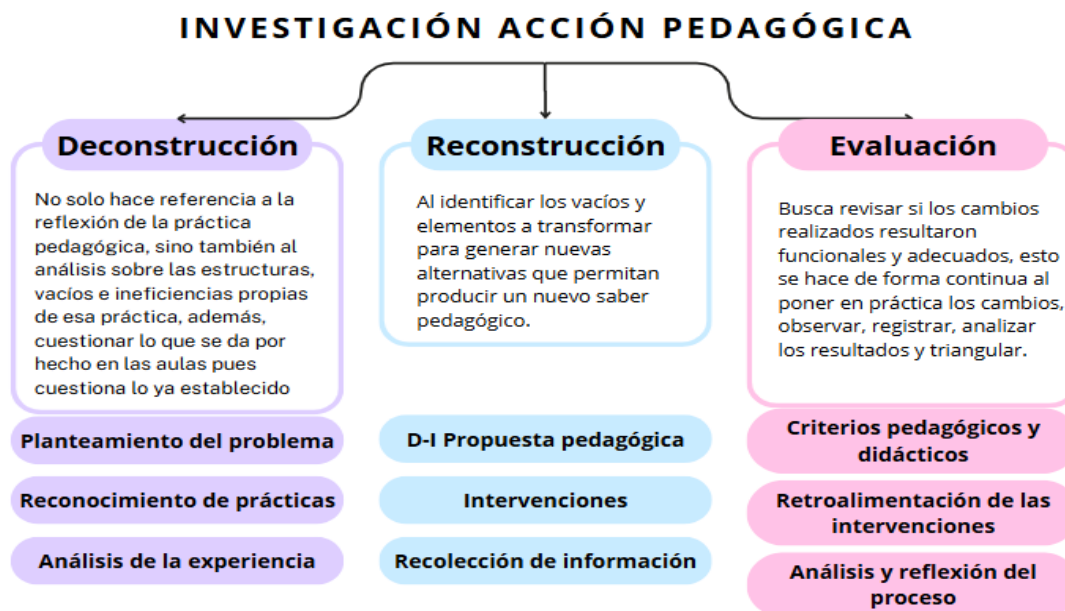 INVESTIGACIÓN ACCIÓN PEDAGÓGICA
Deconstrucción
No solo hace referencia a la
reflexión de la práctica
pedagógica, sino también al
análisis sobre las estructuras,
vacíos e ineficiencias propias
de esa práctica, además,
cuestionar lo que se da por
hecho en las aulas pues
cuestiona lo ya establecido
Planteamiento del problema
Reconocimiento de prácticas
Análisis de la experiencia
Reconstrucción
Al identificar los vacíos y
elementos a transformar
para generar nuevas
alternativas que permitan
producir un nuevo saber
pedagógico.
D-I Propuesta pedagógica
Intervenciones
Recolección de información
Evaluación
Busca revisar si los cambios
realizados resultaron
funcionales y adecuados, esto
se hace de forma continua al
poner en práctica los cambios,
observar, registrar, analizar
los resultados y triangular.
Criterios pedagógicos y
didácticos
Retroalimentación de las
intervenciones
Análisis y reflexión del
proceso